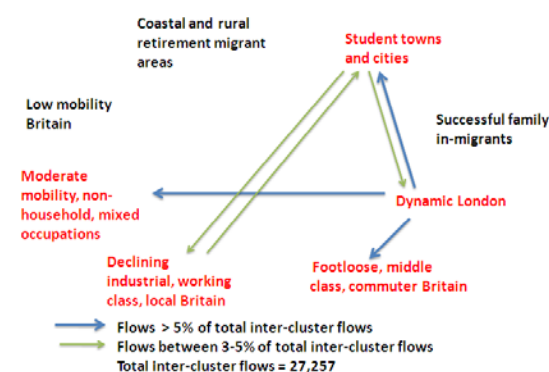 Coastal and rural
retirement migrant
areas
Student towns
and cities
Low mobility
Britain
Successful family
in-migrants
Moderate
mobility, non-
household, mixed
occupations
Dynamic London
Declining
industrial, working
class, local Britain
Footloose, middle
class, commuter Britain
Flows > 5% of total inter-cluster flows
Flows between 3-5% of total inter-cluster flows
Total inter-cluster flows = 27,257